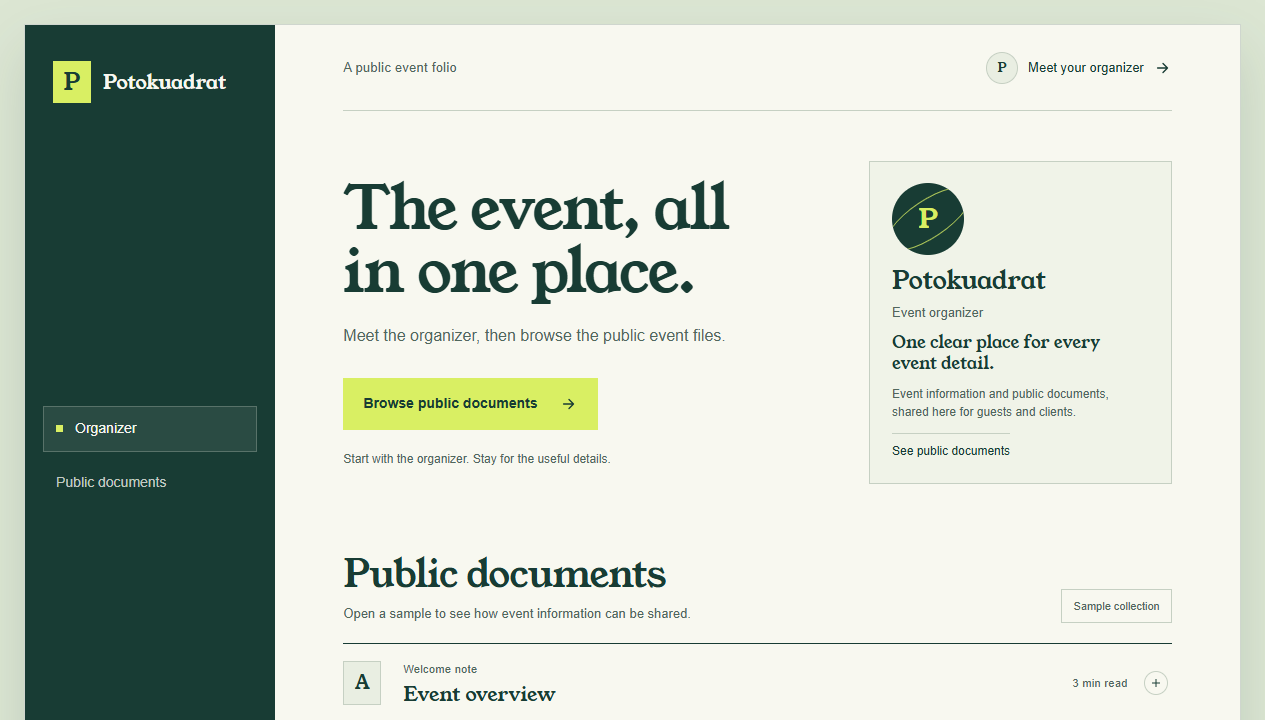 P
Potokuadrat
Organizer
Public documents
A public event folio
P
Meet your organizer
The event, all
in one place.
Meet the organizer, then browse the public event files.
Browse public documents
Start with the organizer. Stay for the useful details.
P
Potokuadrat
Event organizer
One clear place for every
event detail.
Event information and public documents,
shared here for guests and clients.
See public documents
Public documents
Open a sample to see how event information can be shared.
Sample collection
A
Welcome note
Event overview
3 min read